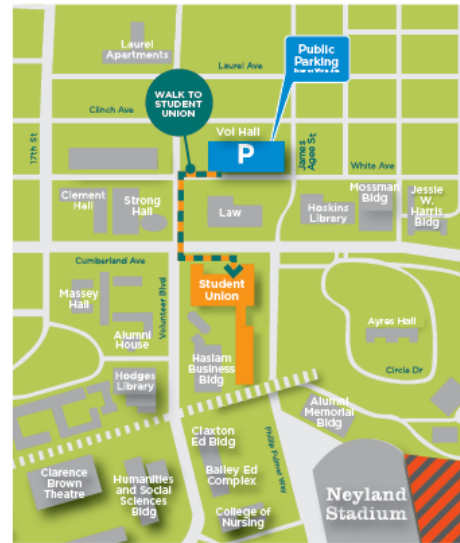 Laurel
Apartments
Laurel Ave
Public
Parking
WALK TO
STUDENT
UNION
Clinch Ave
Vol Hall
P
17th St
James
Agee St
White Ave
Clement
Hall
Strong
Hall
Law
Hoskins
Library
Mossman
Bldg
Jessie
W.
Harris
Bldg
Cumberland Ave
Volunteer Blvd
Massey
Hall
Alumni
House
Student
Union
Ayres Hall
Haslam
Business
Bldg
Circle Dr
Hodges
Library
Alumni
Memorial
Bldg
Claxton
Ed Bldg
Phillip Fulmer Way
Clarence
Brown
Theatre
Humanities
and Social
Sciences
Bldg
Bailey Ed
Complex
College of
Nursing
Neyland
Stadium